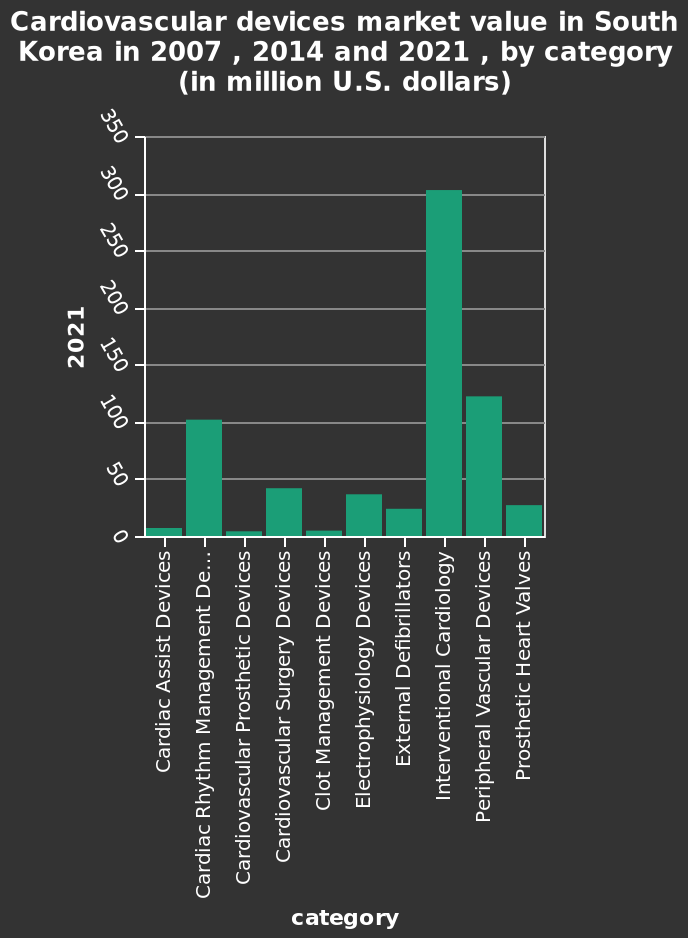 Cardiovascular devices market value in South
Korea in 2007 , 2014 and 2021 , by category
(in million U.S. dollars)
350
300
250
200
150
100
50
0
2021
Cardiac Assist Devices
Cardiac Rhythm Management De...
Cardiovascular Prosthetic Devices
Cardiovascular Surgery Devices
Clot Management Devices
Electrophysiology Devices
External Defibrillators
Interventional Cardiology
Peripheral Vascular Devices
Prosthetic Heart Valves
category